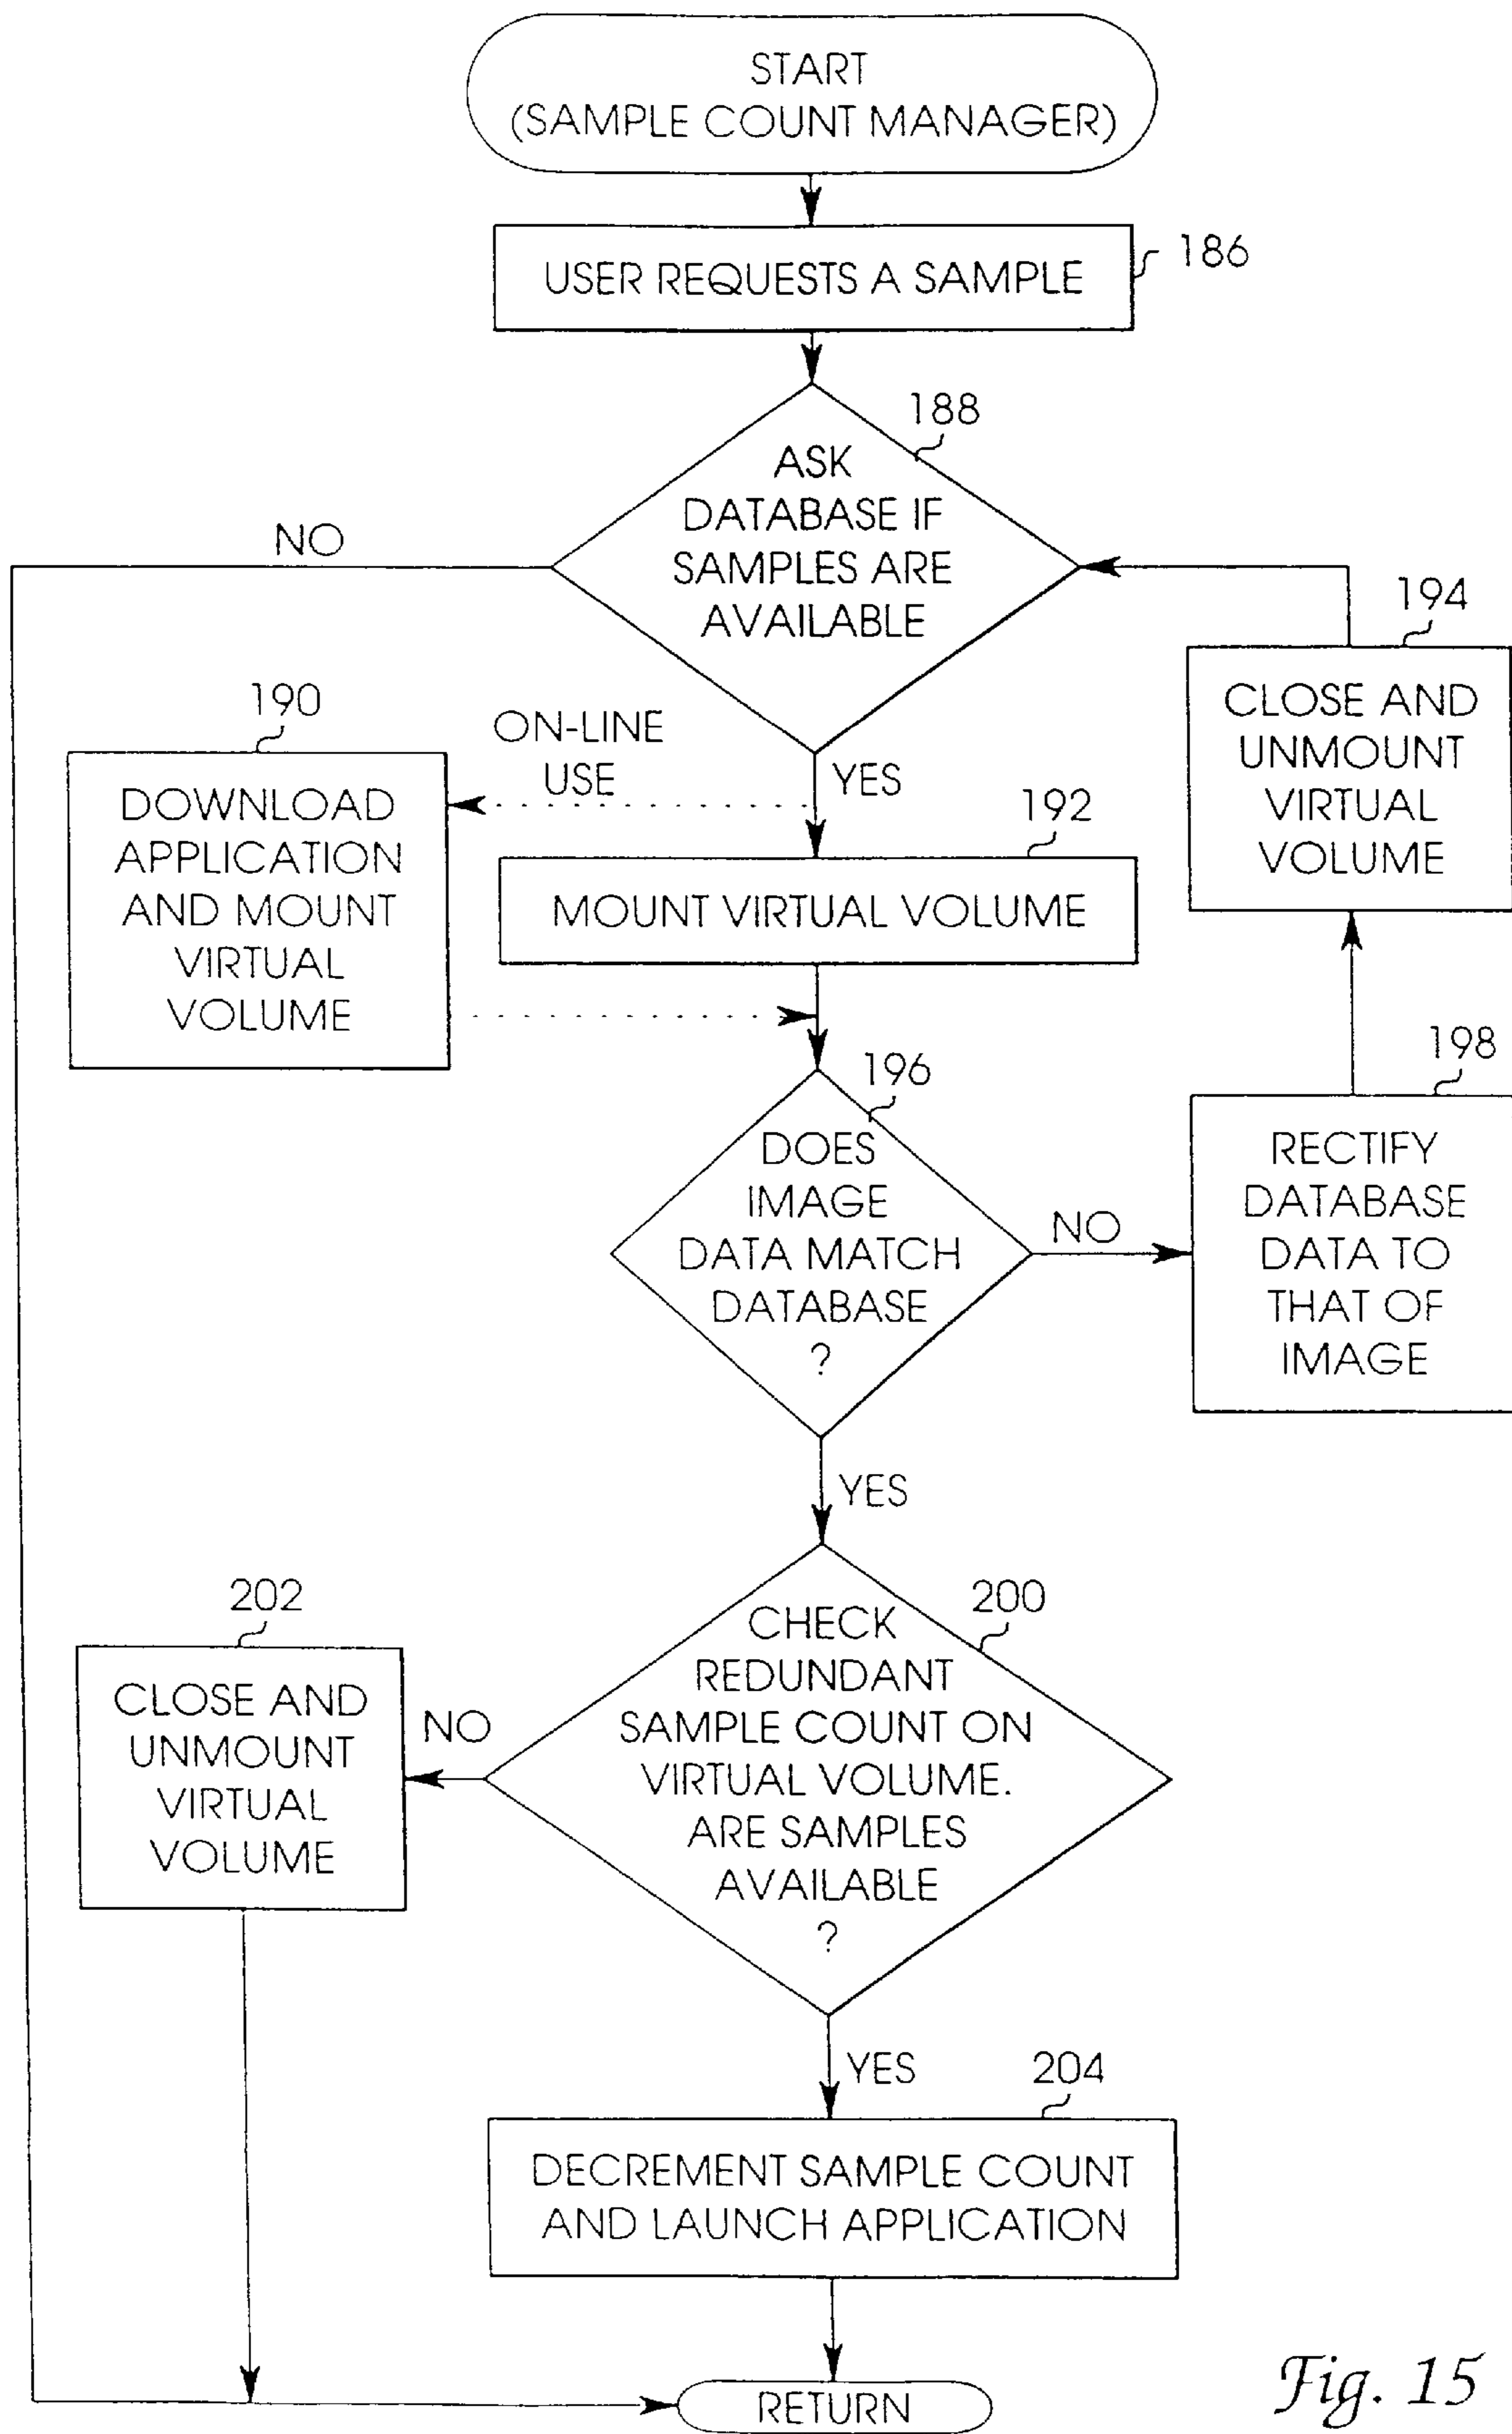 START
(SAMPLE COUNT MANAGER)
USER REQUESTS A SAMPLE
186
188
ASK
DATABASE IF
SAMPLES ARE
AVAILABLE
NO
YES
ON-LINE
USE
190
DOWNLOAD
APPLICATION
AND MOUNT
VIRTUAL
VOLUME
192
MOUNT VIRTUAL VOLUME
194
CLOSE AND
UNMOUNT
VIRTUAL
VOLUME
196
DOES
IMAGE
DATA MATCH
DATABASE
?
NO
198
RECTIFY
DATABASE
DATA TO
THAT OF
IMAGE
YES
200
CHECK
REDUNDANT
SAMPLE COUNT ON
VIRTUAL VOLUME.
ARE SAMPLES
AVAILABLE
?
NO
202
CLOSE AND
UNMOUNT
VIRTUAL
VOLUME
YES
204
DECREMENT SAMPLE COUNT
AND LAUNCH APPLICATION
RETURN
Fig. 15